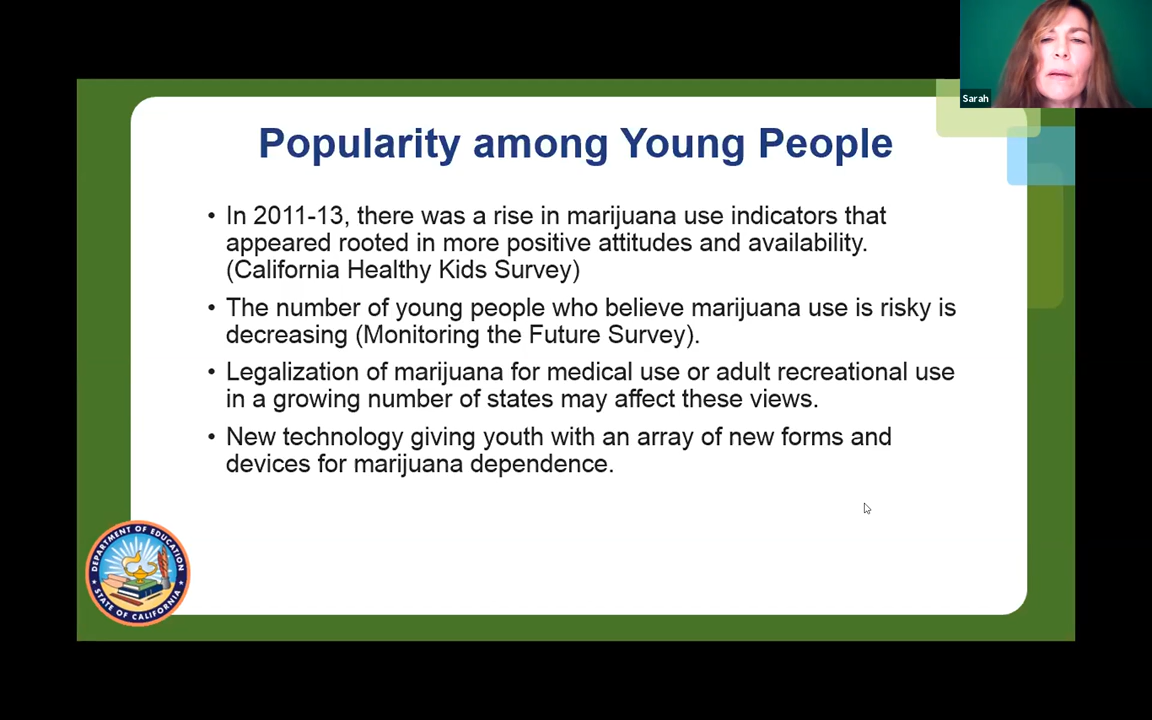 Sarah
Popularity among Young People
• In 2011-13, there was a rise in marijuana use indicators that
appeared rooted in more positive attitudes and availability.
(California Healthy Kids Survey)
• The number of young people who believe marijuana use is risky is
decreasing (Monitoring the Future Survey).
• Legalization of marijuana for medical use or adult recreational use
in a growing number of states may affect these views.
• New technology giving youth with an array of new forms and
devices for marijuana dependence.
DEPARTMENT OF EDUCATION
STATE OF CALIFORNIA